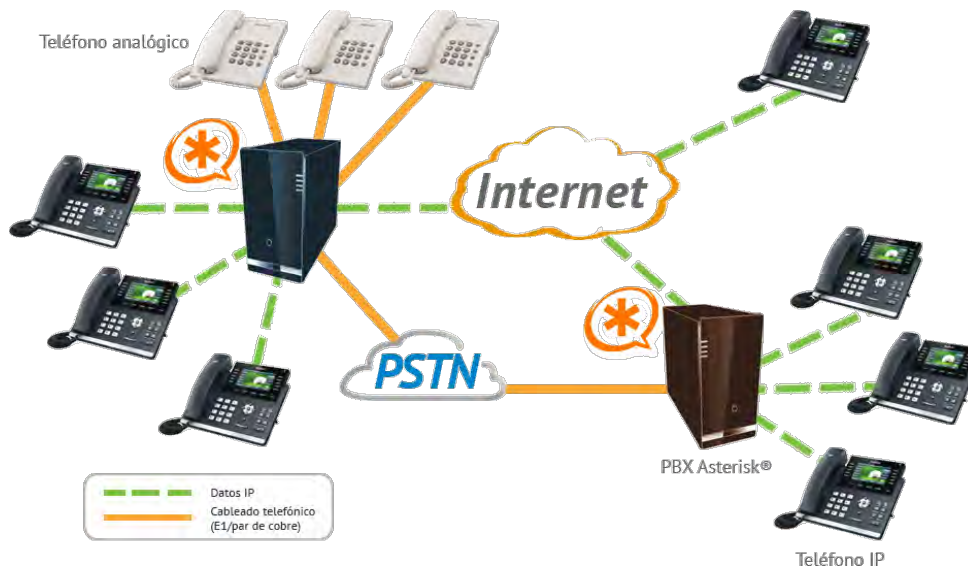 Teléfono analógico
Internet
PSTN
PBX Asterisk®
Datos IP
Cableado telefónico
(E1/par de cobre)
Teléfono IP